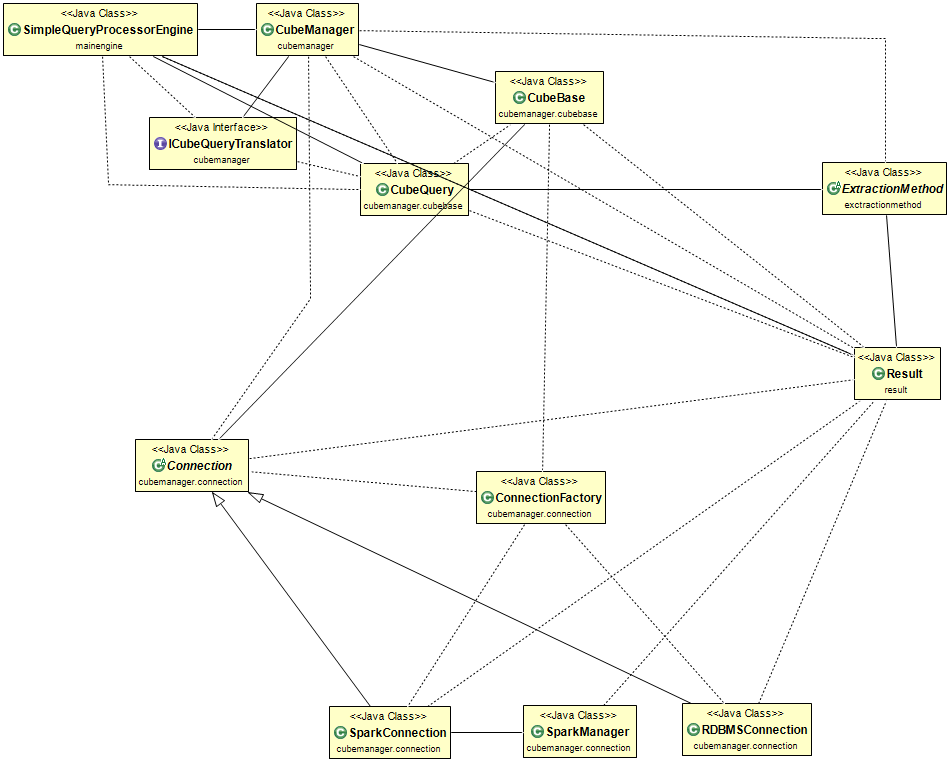 <<Java Class>>
SimpleQueryProcessorEngine
mainengine
<<Java Class>>
CubeManager
cubemanager
<<Java Class>>
CubeBase
cubemanager.cubebase
<<Java Interface>>
ICubeQueryTranslator
cubemanager
<<Java Class>>
CubeQuery
cubemanager.cubebase
<<Java Class>>
ExtractionMethod
exctractionmethod
<<Java Class>>
Result
result
<<Java Class>>
Connection
cubemanager.connection
<<Java Class>>
ConnectionFactory
cubemanager.connection
<<Java Class>>
SparkConnection
cubemanager.connection
<<Java Class>>
SparkManager
cubemanager.connection
<<Java Class>>
RDBMSConnection
cubemanager.connection